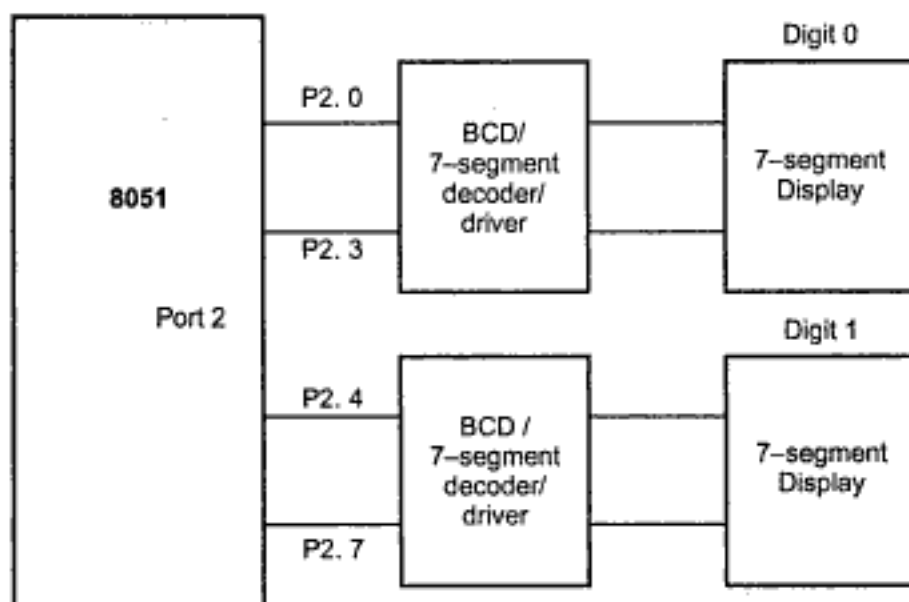 Digit 0
P2. 0
BCD/
7–segment
decoder/
driver
7–segment
Display
8051
P2. 3
Port 2
Digit 1
P2. 4
BCD /
7–segment
decoder/
driver
7–segment
Display
P2. 7